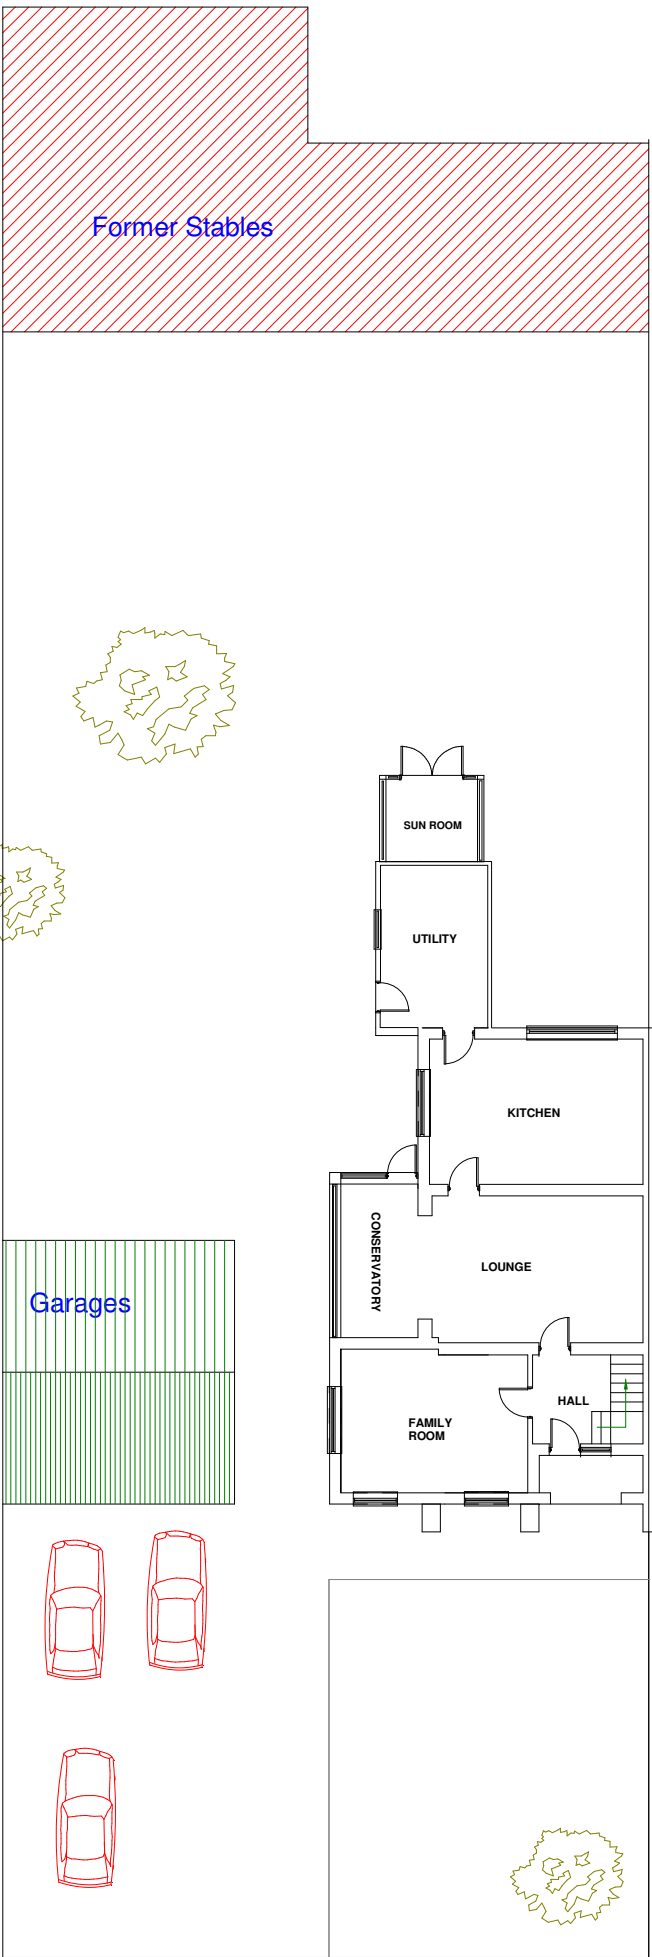 Former Stables
SUN ROOM
UTILITY
KITCHEN
CONSERVATORY
LOUNGE
Garages
HALL
FAMILY
ROOM